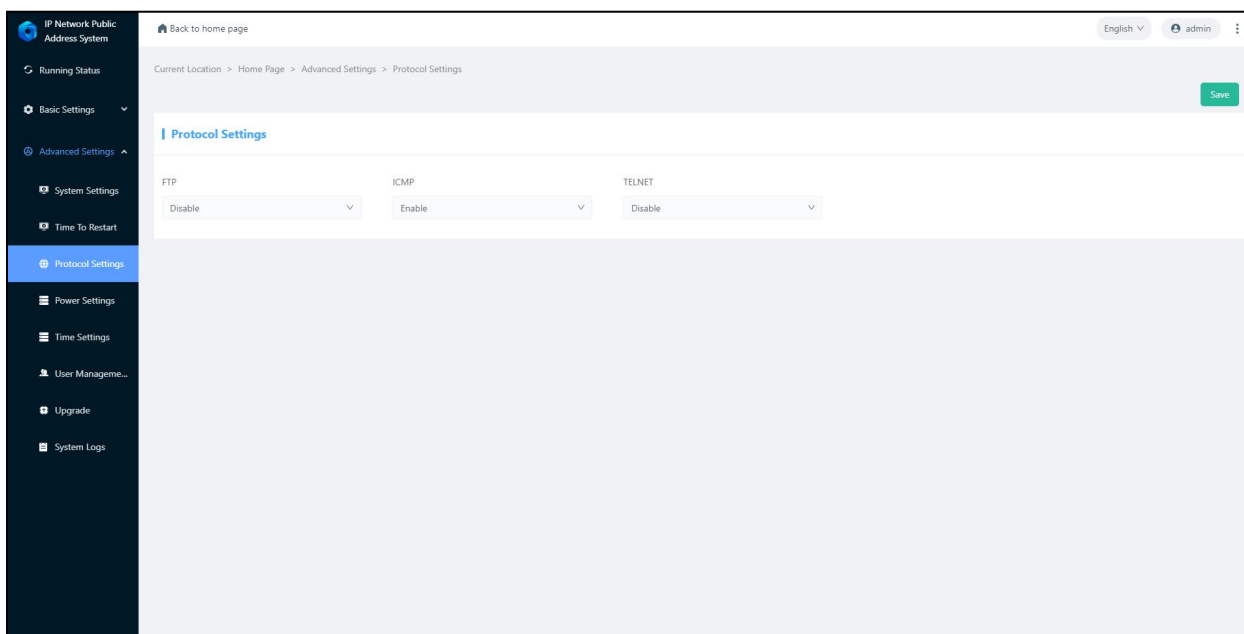 IP Network Public
Address System
Back to home page
English
admin
Running Status
Current Location > Home Page > Advanced Settings > Protocol Settings
Save
Basic Settings
Protocol Settings
Advanced Settings
FTP
ICMP
TELNET
System Settings
Disable
Enable
Disable
Time To Restart
Protocol Settings
Power Settings
Time Settings
User Manageme...
Upgrade
System Logs